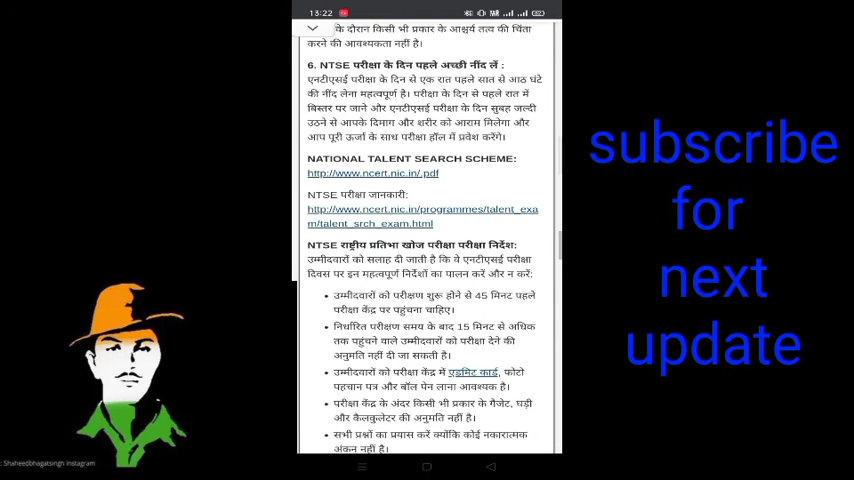 13:22
के दौरान किसी भी प्रकार के आश्चर्य तत्व की चिंता
करने की आवश्यकता नहीं है।
6. NTSE परीक्षा के दिन पहले अच्छी नींद लें :
एनटीएसई परीक्षा के दिन से एक रात पहले सात से आठ घंटे
की नींद लेना महत्वपूर्ण है। परीक्षा के दिन से पहले रात में
बिस्तर पर जाने और एनटीएसई परीक्षा के दिन सुबह जल्दी
उठने से आपके दिमाग और शरीर को आराम मिलेगा और
आप पूरी ऊर्जा के साथ परीक्षा हॉल में प्रवेश करेंगे।
NATIONAL TALENT SEARCH SCHEME:
http://www.ncert.nic.in/.pdf
NTSE परीक्षा जानकारी:
http://www.ncert.nic.in/programmes/talent_exa
m/talent_srch_exam.html
NTSE राष्ट्रीय प्रतिभा खोज परीक्षा परीक्षा निर्देश:
उम्मीदवारों को सलाह दी जाती है कि वे एनटीएसई परीक्षा
दिवस पर इन महत्वपूर्ण निर्देशों का पालन करें और न करें:
• उम्मीदवारों को परीक्षण शुरू होने से 45 मिनट पहले
परीक्षा केंद्र पर पहुंचना चाहिए।
• निर्धारित परीक्षण समय के बाद 15 मिनट से अधिक
तक पहुंचने वाले उम्मीदवारों को परीक्षा देने की
अनुमति नहीं दी जा सकती है।
• उम्मीदवारों को परीक्षा केंद्र में एडमिट कार्ड, फोटो
पहचान पत्र और बॉल पेन लाना आवश्यक है।
• परीक्षा केंद्र के अंदर किसी भी प्रकार के गैजेट, घड़ी
और कैलकुलेटर की अनुमति नहीं है।
• सभी प्रश्नों का प्रयास करें क्योंकि कोई नकारात्मक
अंकन नहीं है।
subscribe
for
next
update
: Shaheedbhagatsingh Instagram